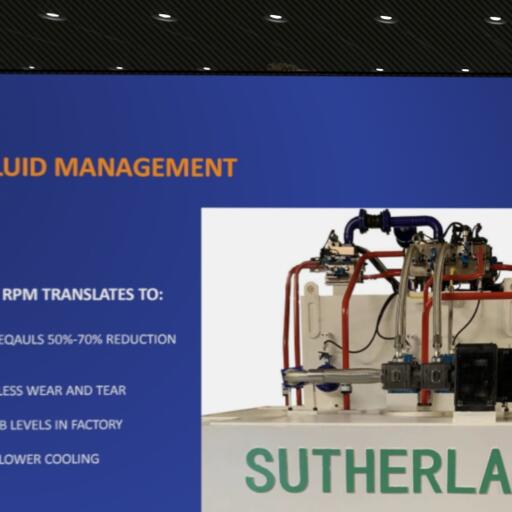 LUID MANAGEMENT
RPM TRANSLATES TO:
EQAULS 50%-70% REDUCTION
LESS WEAR AND TEAR
B LEVELS IN FACTORY
LOWER COOLING
SUTHERLA